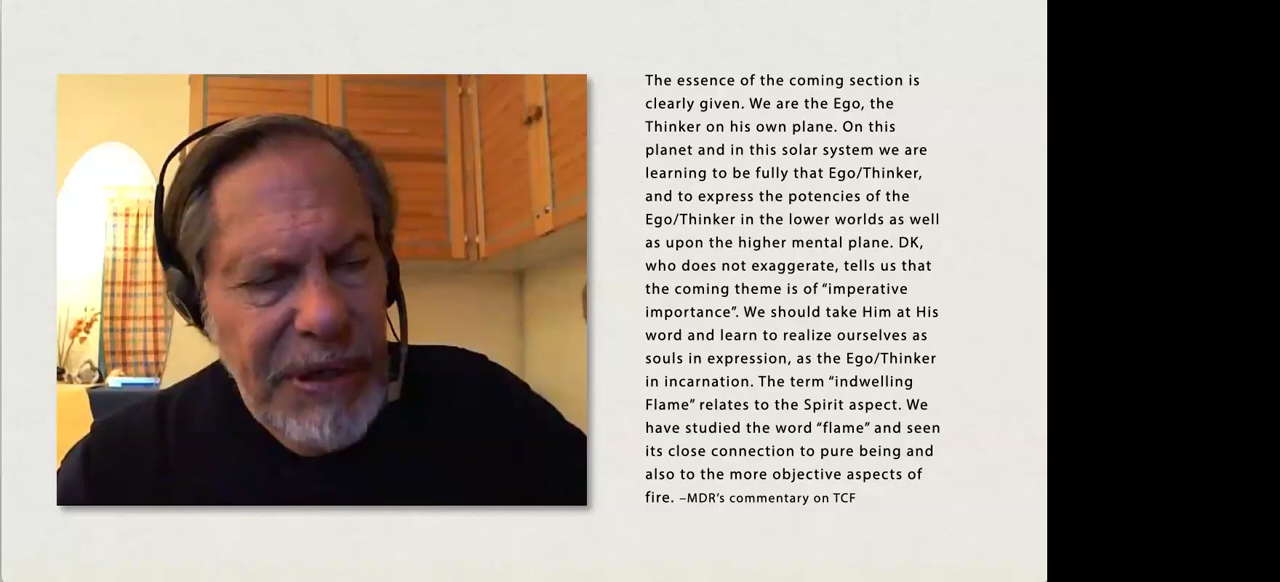 The essence of the coming section is
clearly given. We are the Ego, the
Thinker on his own plane. On this
planet and in this solar system we are
learning to be fully that Ego/Thinker,
and to express the potencies of the
Ego/Thinker in the lower worlds as well
as upon the higher mental plane. DK,
who does not exaggerate, tells us that
the coming theme is of “imperative
importance”. We should take Him at His
word and learn to realize ourselves as
souls in expression, as the Ego/Thinker
in incarnation. The term “indwelling
Flame” relates to the Spirit aspect. We
have studied the word “flame” and seen
its close connection to pure being and
also to the more objective aspects of
fire. –MDR’s commentary on TCF